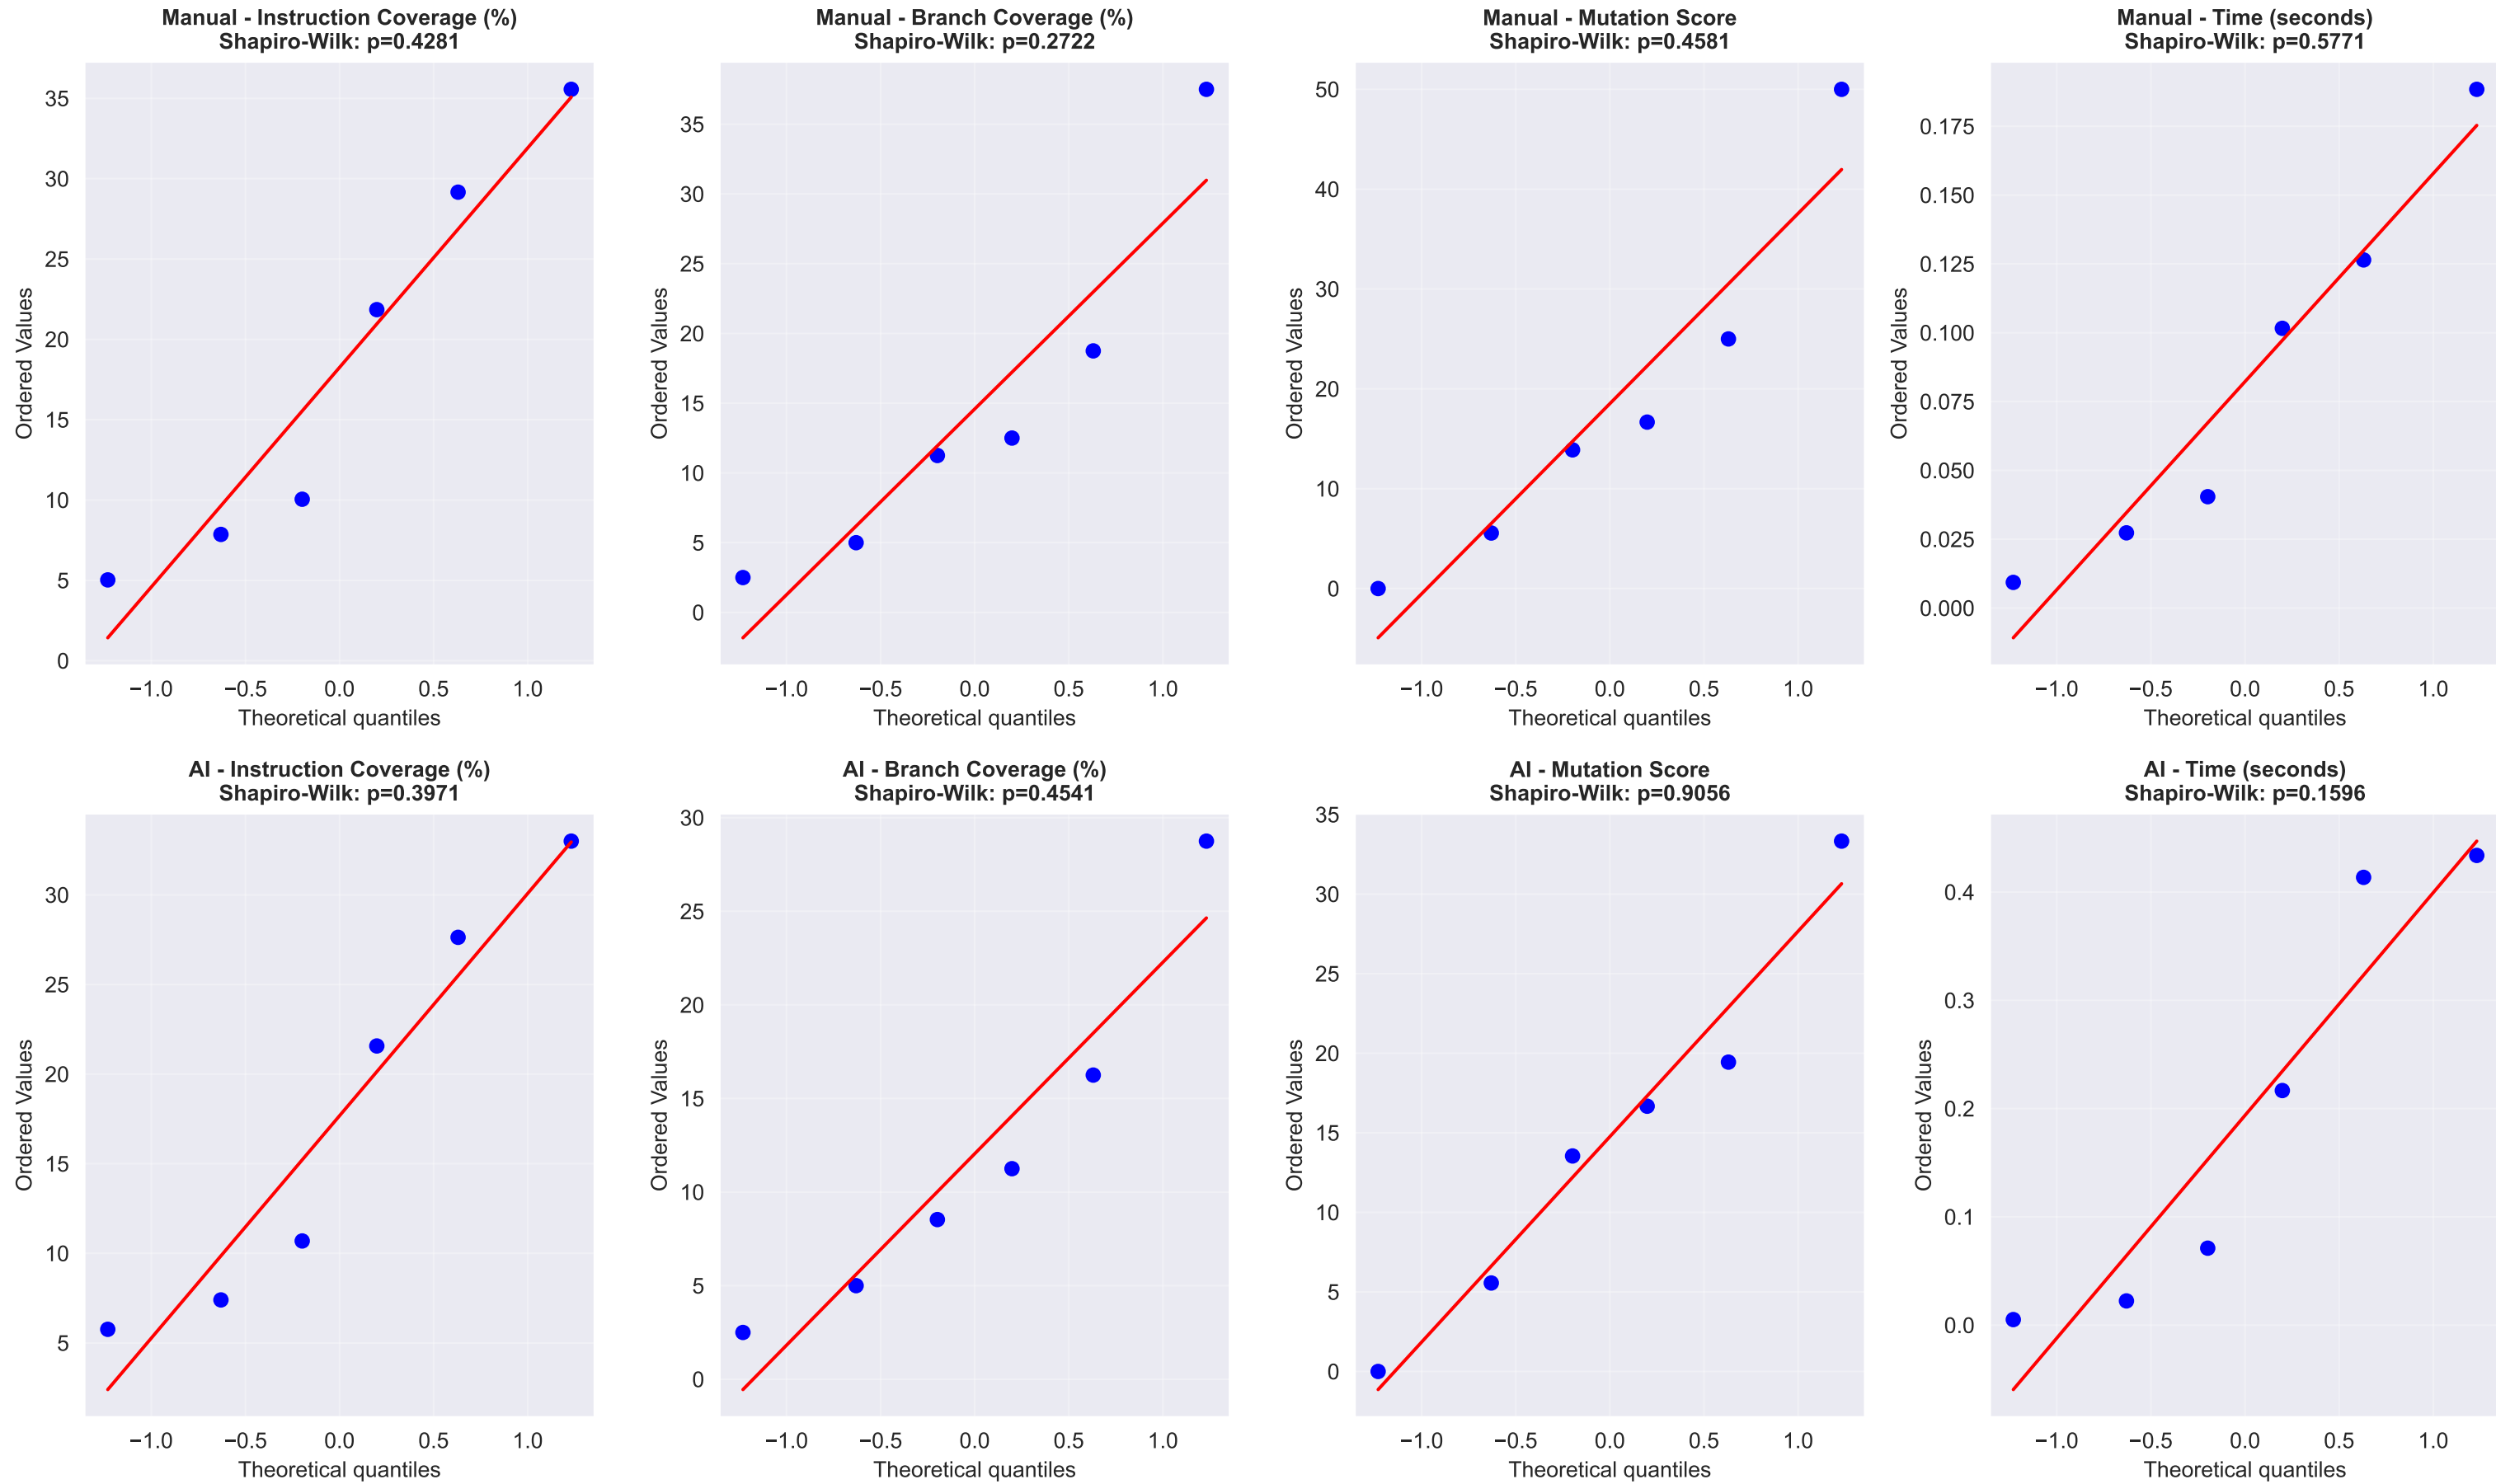 Manual - Instruction Coverage (%)
Shapiro-Wilk: p=0.4281
35
30
25
20
15
10
5
0
Ordered Values
−1.0 −0.5 0.0 0.5 1.0
Theoretical quantiles
Manual - Branch Coverage (%)
Shapiro-Wilk: p=0.2722
35
30
25
20
15
10
5
0
Ordered Values
−1.0 −0.5 0.0 0.5 1.0
Theoretical quantiles
Manual - Mutation Score
Shapiro-Wilk: p=0.4581
50
40
30
20
10
0
Ordered Values
−1.0 −0.5 0.0 0.5 1.0
Theoretical quantiles
Manual - Time (seconds)
Shapiro-Wilk: p=0.5771
0.175
0.150
0.125
0.100
0.075
0.050
0.025
0.000
Ordered Values
−1.0 −0.5 0.0 0.5 1.0
Theoretical quantiles
AI - Instruction Coverage (%)
Shapiro-Wilk: p=0.3971
30
25
20
15
10
5
Ordered Values
−1.0 −0.5 0.0 0.5 1.0
Theoretical quantiles
AI - Branch Coverage (%)
Shapiro-Wilk: p=0.4541
30
25
20
15
10
5
0
Ordered Values
−1.0 −0.5 0.0 0.5 1.0
Theoretical quantiles
AI - Mutation Score
Shapiro-Wilk: p=0.9056
35
30
25
20
15
10
5
0
Ordered Values
−1.0 −0.5 0.0 0.5 1.0
Theoretical quantiles
AI - Time (seconds)
Shapiro-Wilk: p=0.1596
0.4
0.3
0.2
0.1
0.0
Ordered Values
−1.0 −0.5 0.0 0.5 1.0
Theoretical quantiles